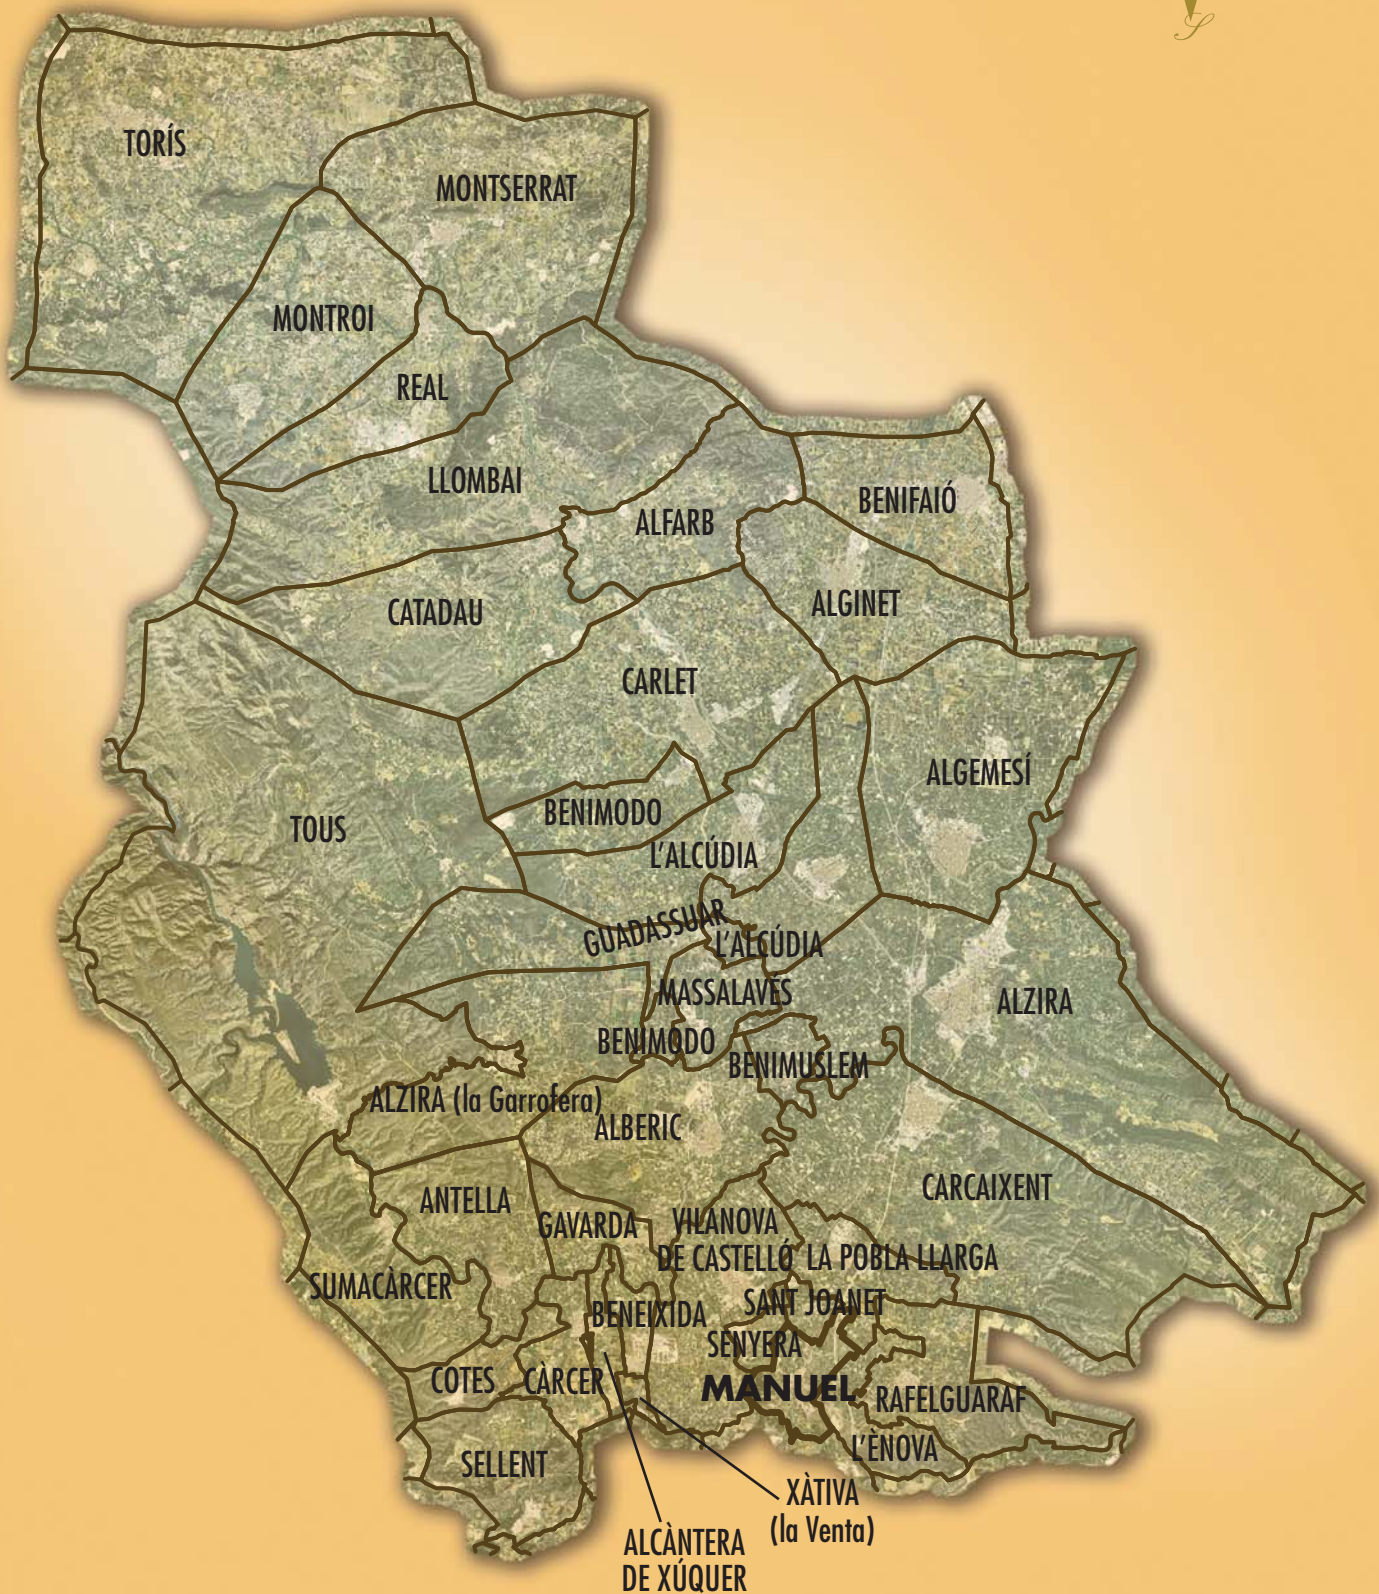 S
TORÍS
MONTSERRAT
MONTROI
REAL
LLOMBAI
BENIFAIÓ
ALFARB
ALGINET
CATADAU
CARLET
ALGEMESÍ
BENIMODO
TOUS
L'ALCÚDIA
GUADASSUAR
L'ALCÚDIA
MASSALAVÉS
ALZIRA
BENIMODO
BENIMUSLEM
ALZIRA (la Garrofera)
ALBERIC
CARCAIXENT
ANTELLA
GAVARDA
VILANOVA
DE CASTELLÓ
LA POBLA LLARGA
SUMACÀRCER
BENEIXIDA
SANT JOANET
SENYERA
COTES
CÀRCER
MANUEL
RAFELGUARAF
L'ÈNOVA
SELLENT
XÀTIVA
(la Venta)
ALCÀNTERA
DE XÚQUER